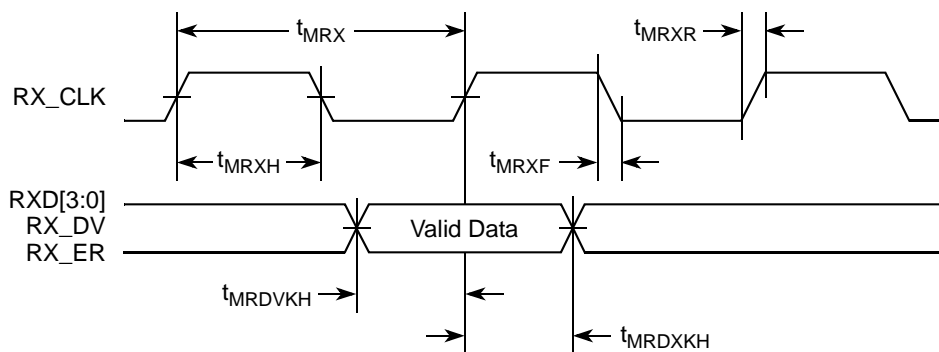 tMRX
tMRXR
RX_CLK
tMRXH
tMRXF
RXD[3:0]
RX_DV
RX_ER
Valid Data
tMRDVKH
tMRDXKH